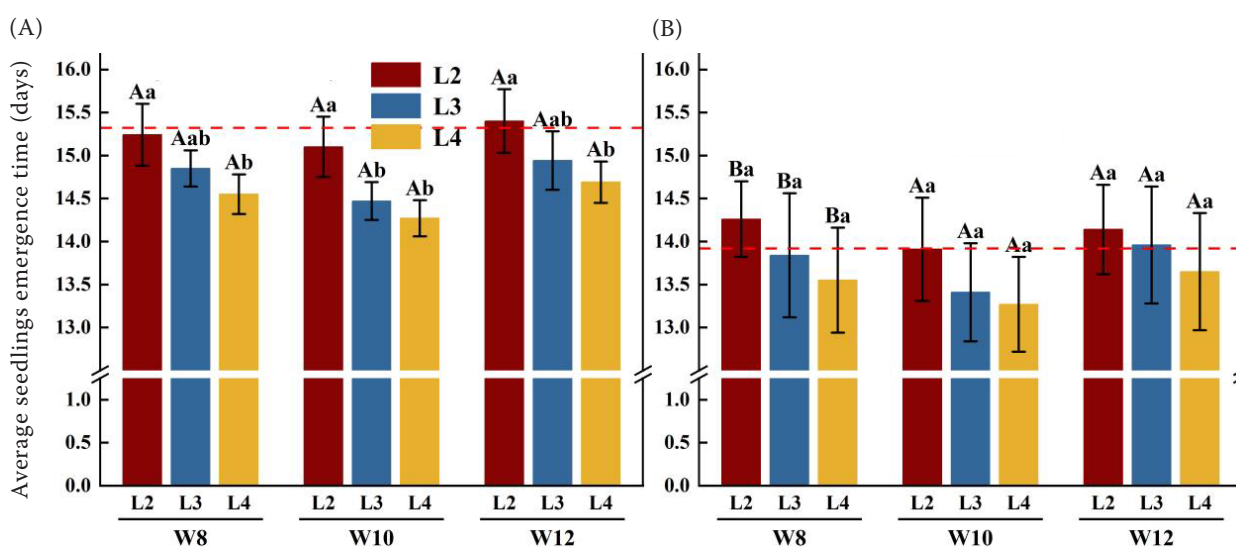 (A)
Average seedlings emergence time (days)
16.0
15.5
15.0
14.5
14.0
13.5
13.0
1.0
0.5
0.0
L2
L3
L4
Aa
Aab
Ab
Aa
Ab
Ab
Aa
Aab
Ab
L2 L3 L4 L2 L3 L4 L2 L3 L4
W8 W10 W12
(B)
16.0
15.5
15.0
14.5
14.0
13.5
13.0
1.0
0.5
0.0
Ba
Ba
Ba
Aa
Aa
Aa
Aa
Aa
Aa
L2 L3 L4 L2 L3 L4 L2 L3 L4
W8 W10 W12